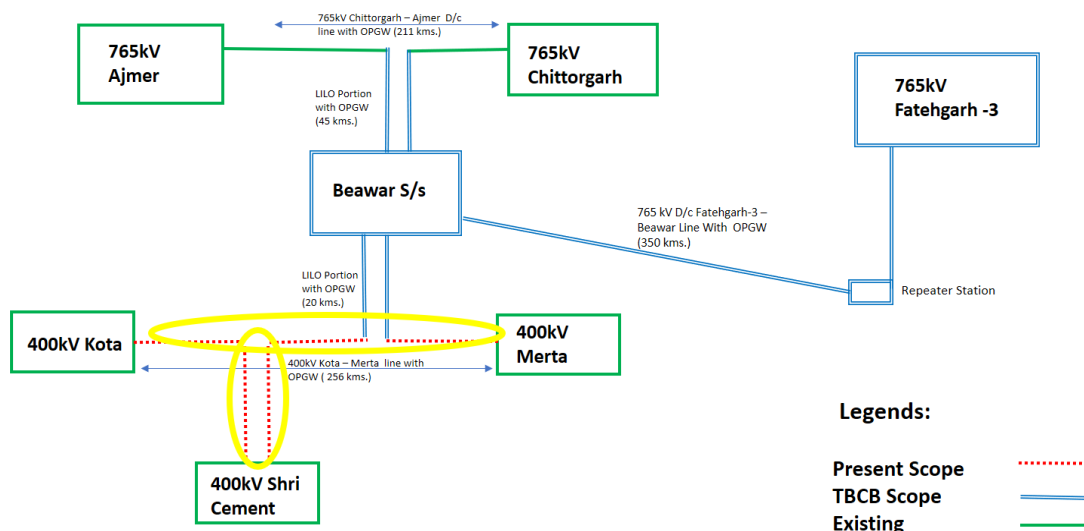 765kV Chittorgarh – Ajmer D/c
line with OPGW (211 kms.)
765kV
Ajmer
765kV
Chittorgarh
765kV
Fatehgarh -3
LILO Portion
with OPGW
(45 kms.)
Beawar S/s
765 kV D/c Fatehgarh-3 –
Beawar Line With OPGW
(350 kms.)
LILO Portion
with OPGW
(20 kms.)
Repeater Station
400kV Kota
400kV
Merta
400kV Kota – Merta line with
OPGW ( 256 kms.)
400kV Shri
Cement
Legends:
Present Scope
TBCB Scope
Existing